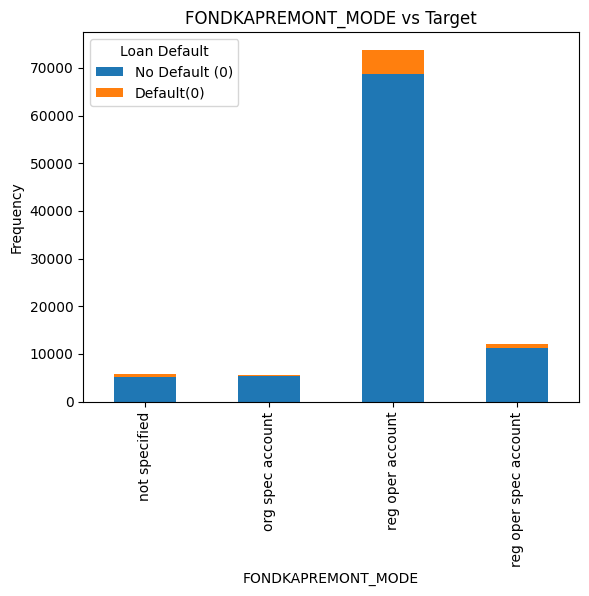 FONDKAPREMONT_MODE vs Target
Loan Default
No Default (0)
Default(0)
Frequency
70000
60000
50000
40000
30000
20000
10000
0
not specified
org spec account
reg oper account
reg oper spec account
FONDKAPREMONT_MODE